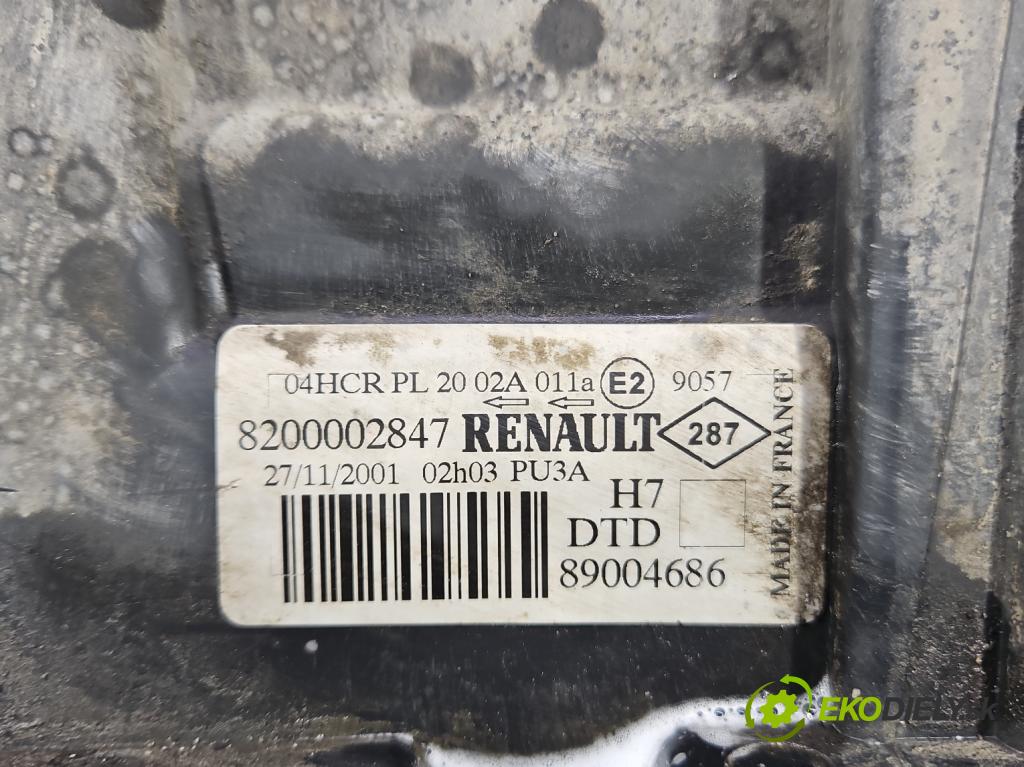 04HCR PL 20 02A 011a E2 9057
8200002847 RENAULT 287
27/11/2001 02h03 PU3A
H7
DTD
89004686
MADE IN FRANCE
EKODIELY.sk